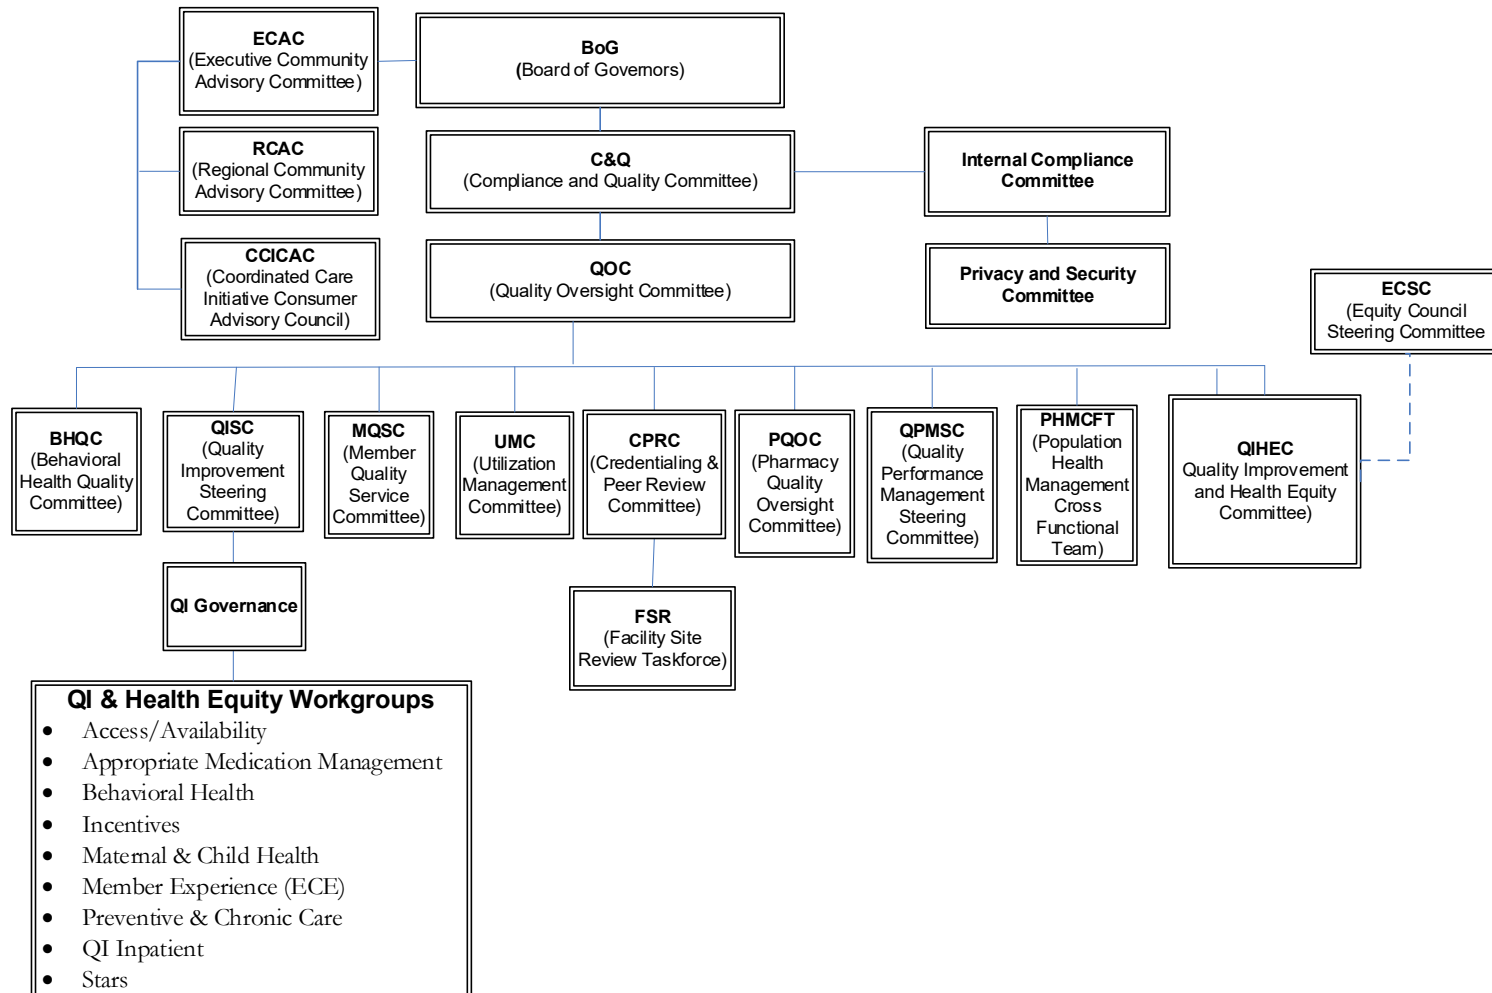 ECAC
(Executive Community
Advisory Committee)
BoG
(Board of Governors)
RCAC
(Regional Community
Advisory Committee)
C&Q
(Compliance and Quality Committee)
Internal Compliance
Committee
CCICAC
(Coordinated Care
Initiative Consumer
Advisory Council)
QOC
(Quality Oversight Committee)
Privacy and Security
Committee
ECSC
(Equity Council
Steering Committee
BHQC
(Behavioral
Health Quality
Committee)
QISC
(Quality
Improvement
Steering
Committee)
MQSC
(Member
Quality
Service
Committee)
UMC
(Utilization
Management
Committee)
CPRC
(Credentialing &
Peer Review
Committee)
PQOC
(Pharmacy
Quality
Oversight
Committee)
QPMSC
(Quality
Performance
Management
Steering
Committee)
PHMCFT
(Population
Health
Management
Cross
Functional
Team)
QIHEC
Quality Improvement
and Health Equity
Committee)
QI Governance
FSR
(Facility Site
Review Taskforce)
QI & Health Equity Workgroups
• Access/Availability
• Appropriate Medication Management
• Behavioral Health
• Incentives
• Maternal & Child Health
• Member Experience (ECE)
• Preventive & Chronic Care
• QI Inpatient
• Stars